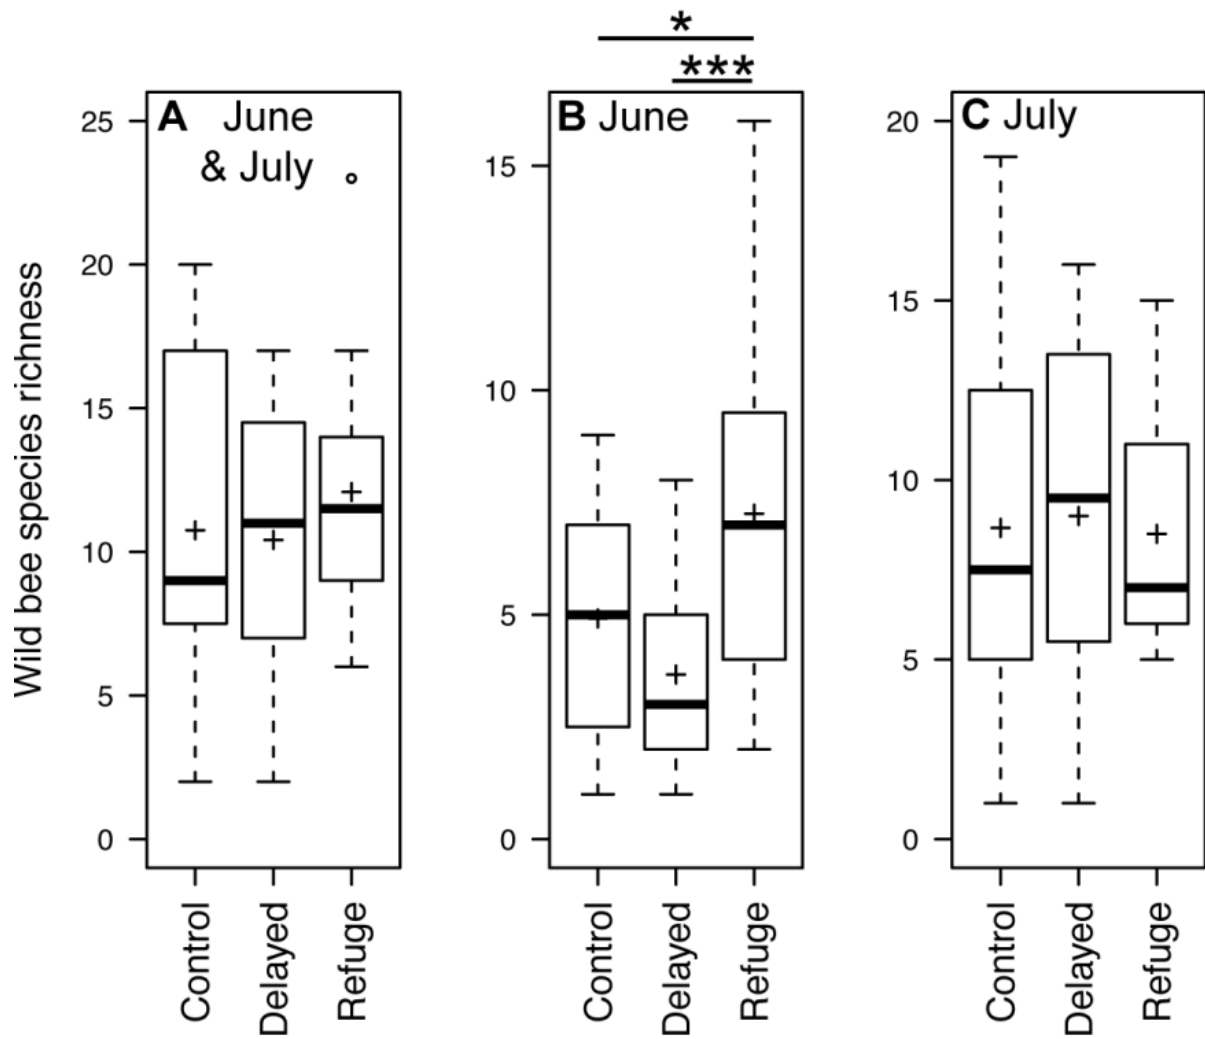 *
***
A June
& July
B June
C July
Wild bee species richness
25
20
15
10
5
0
Control
Delayed
Refuge
15
10
5
0
Control
Delayed
Refuge
20
15
10
5
0
Control
Delayed
Refuge